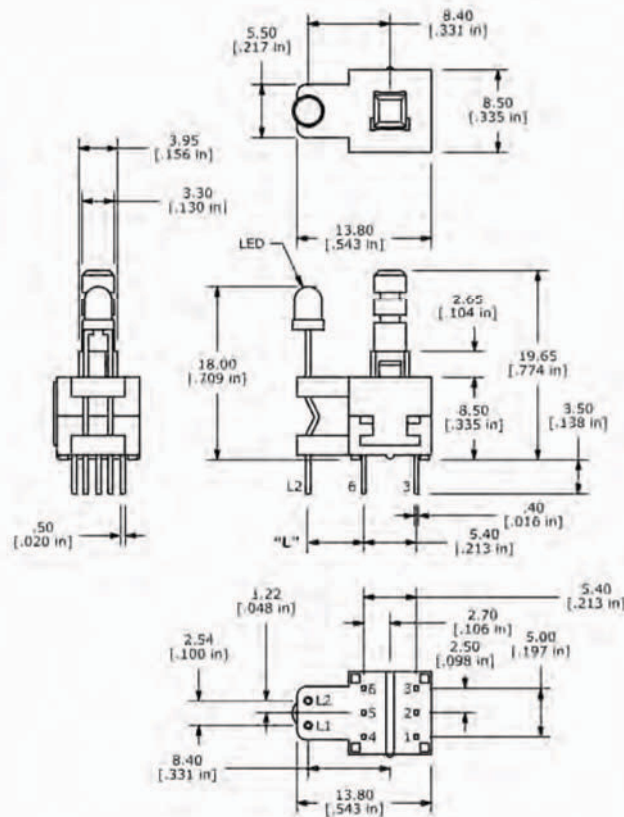 8.40
[.331 in]
5.50
[.217 in]
8.50
[.335 in]
3.95
[.156 in]
3.30
[.130 in]
13.80
[.543 in]
LED
2.65
[.104 in]
18.00
[.709 in]
19.65
[.774 in]
8.50
[.335 in]
3.50
[.138 in]
L2 6 3
.50
[.020 in]
.40
[.016 in]
"L"
5.40
[.213 in]
1.22
[.048 in]
5.40
[.213 in]
2.70
[.106 in]
2.54
[.100 in]
2.50
[.098 in]
5.00
[.197 in]
6 3
L2
5 2
L1
4 1
8.40
[.331 in]
13.80
[.543 in]